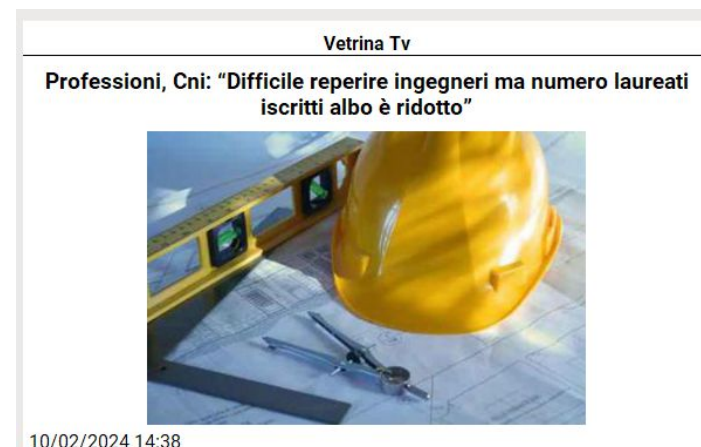 Vetrina Tv
Professioni, Cni: “Difficile reperire ingegneri ma numero laureati
iscritti albo è ridotto”
10/02/2024 14:38